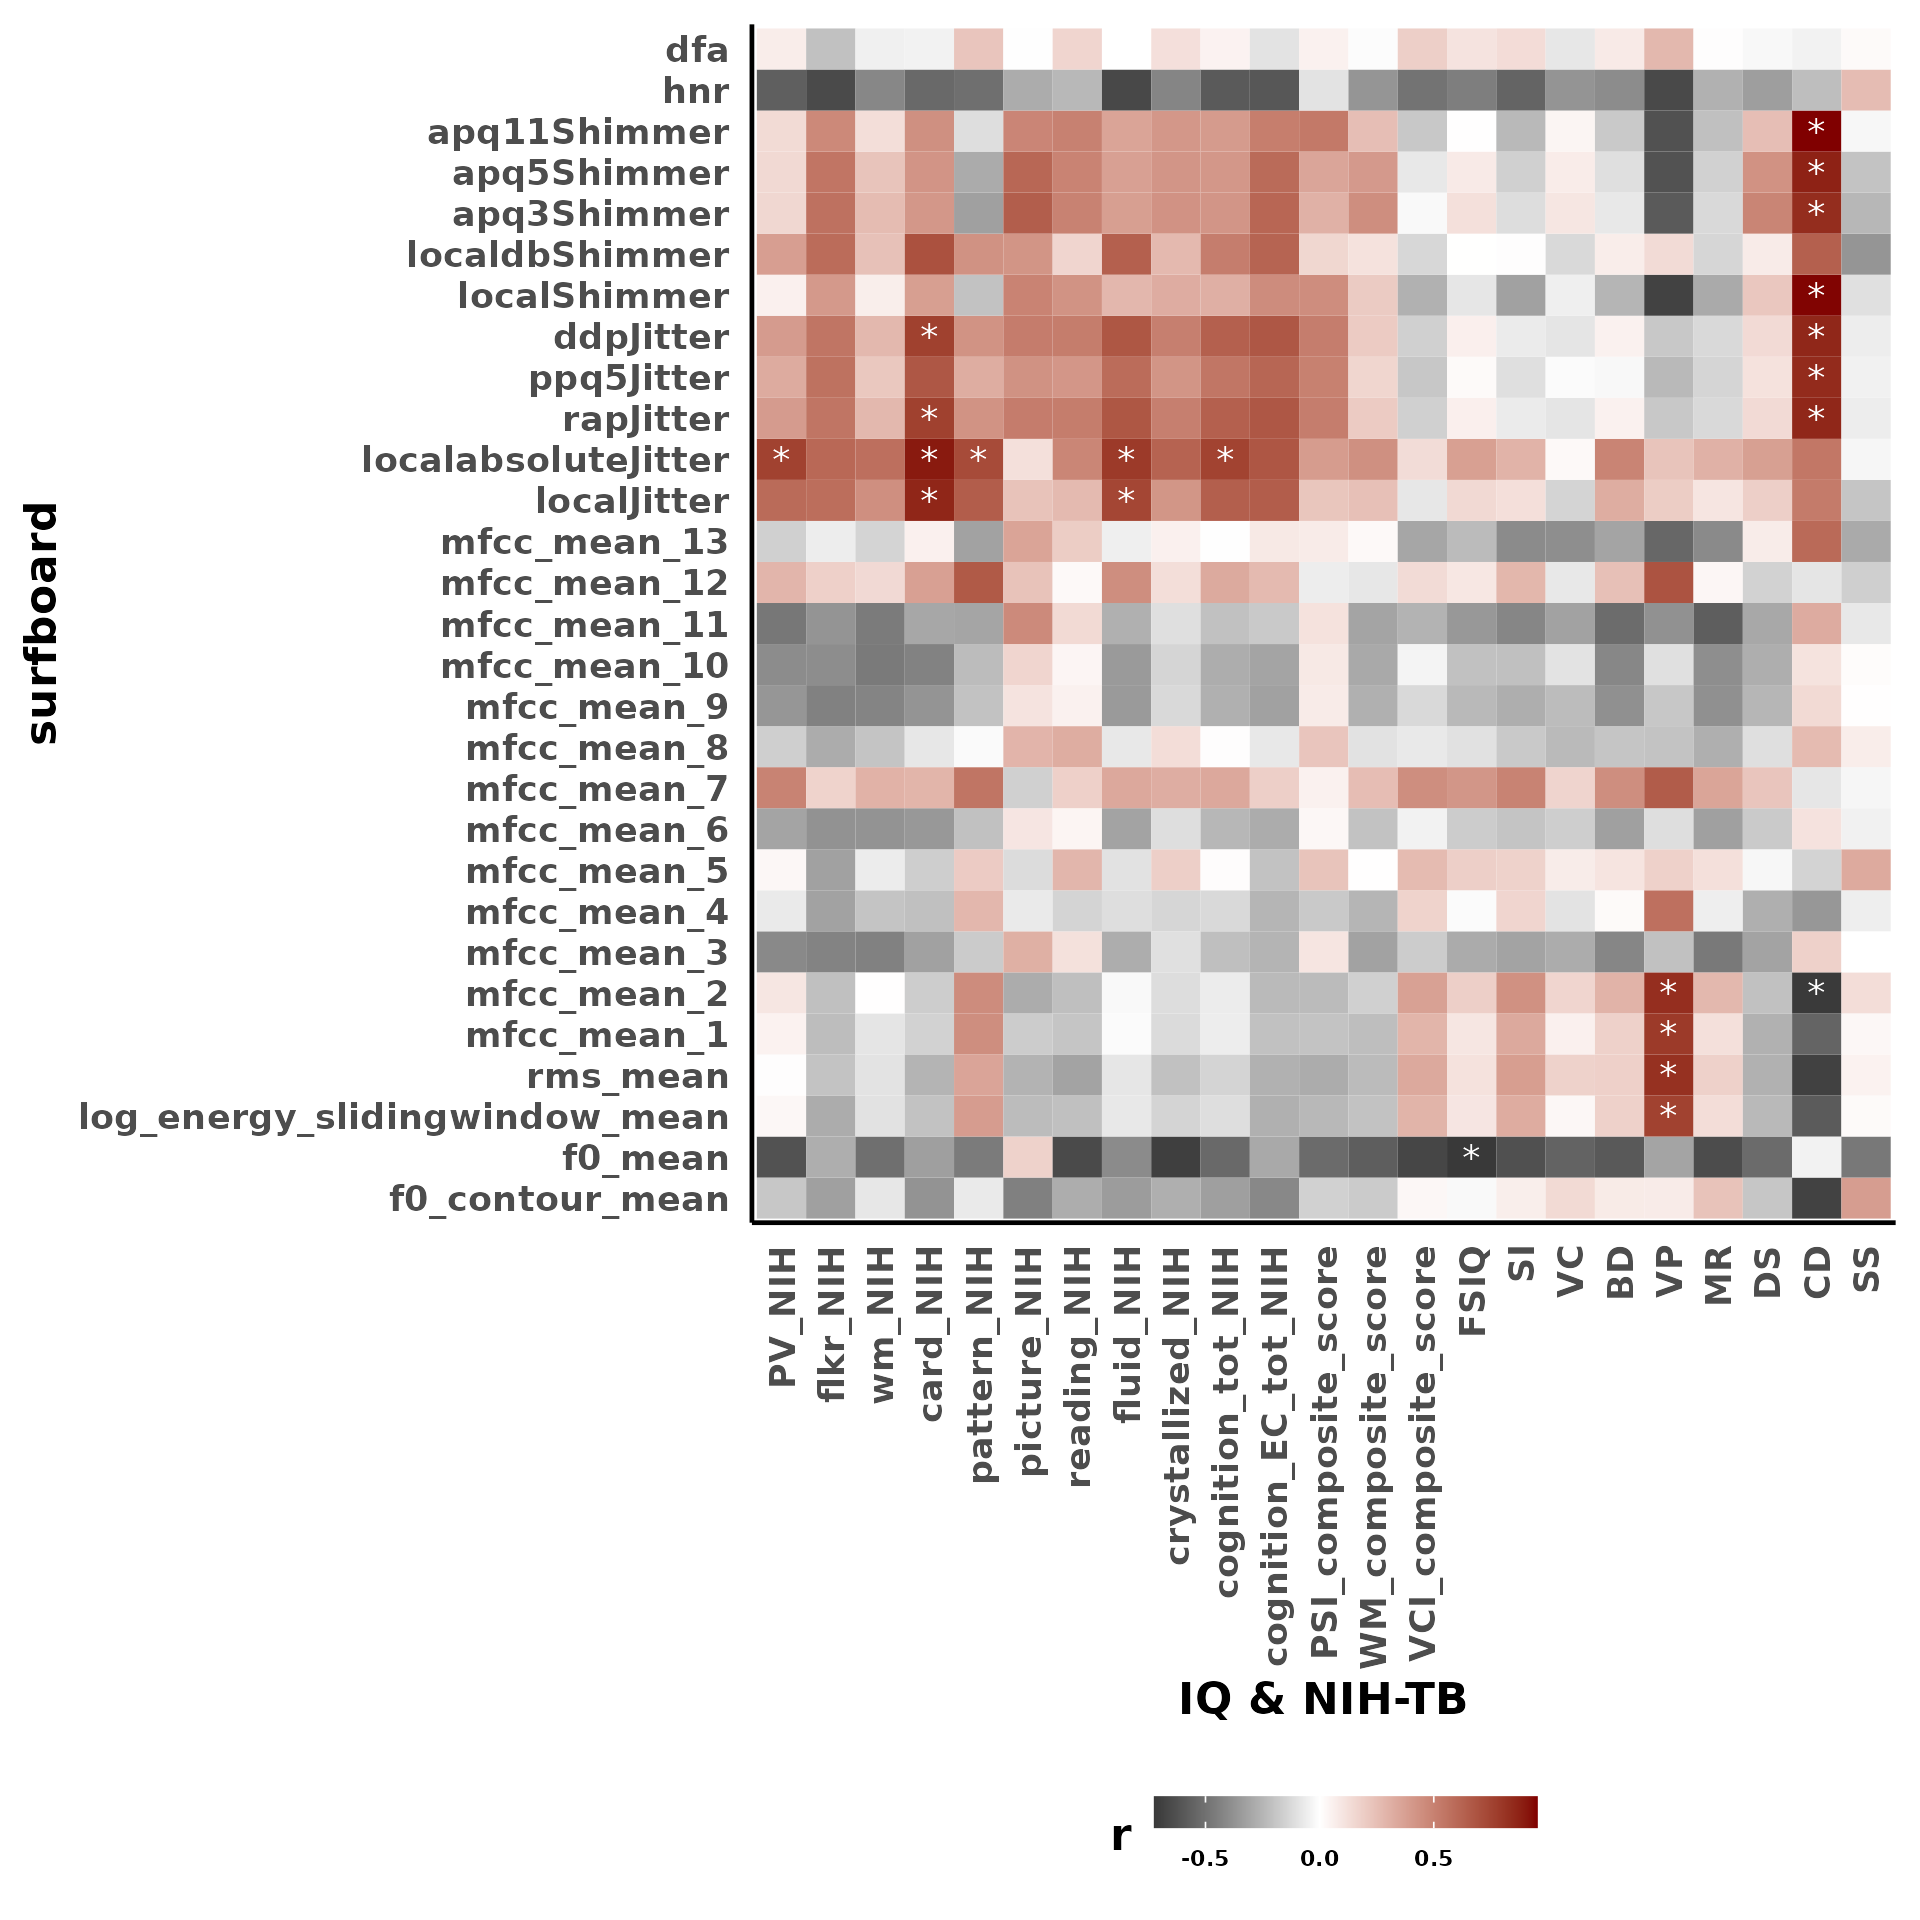 surfboard
dfa
hnr
apq11Shimmer
apq5Shimmer
apq3Shimmer
localdbShimmer
localShimmer
ddpJitter
ppq5Jitter
rapJitter
localabsoluteJitter
localJitter
mfcc_mean_13
mfcc_mean_12
mfcc_mean_11
mfcc_mean_10
mfcc_mean_9
mfcc_mean_8
mfcc_mean_7
mfcc_mean_6
mfcc_mean_5
mfcc_mean_4
mfcc_mean_3
mfcc_mean_2
mfcc_mean_1
rms_mean
log_energy_slidingwindow_mean
f0_mean
f0_contour_mean
*
*
*
*
* *
*
* *
* * * * *
* *
* *
*
*
*
*
PV_NIH
flkr_NIH
wm_NIH
card_NIH
pattern_NIH
picture_NIH
reading_NIH
fluid_NIH
crystallized_NIH
cognition_tot_NIH
cognition_EC_tot_NIH
PSI_composite_score
WM_composite_score
VCI_composite_score
FSIQ
SI
VC
BD
VP
MR
DS
CD
SS
IQ & NIH-TB
r
-0.5 0.0 0.5